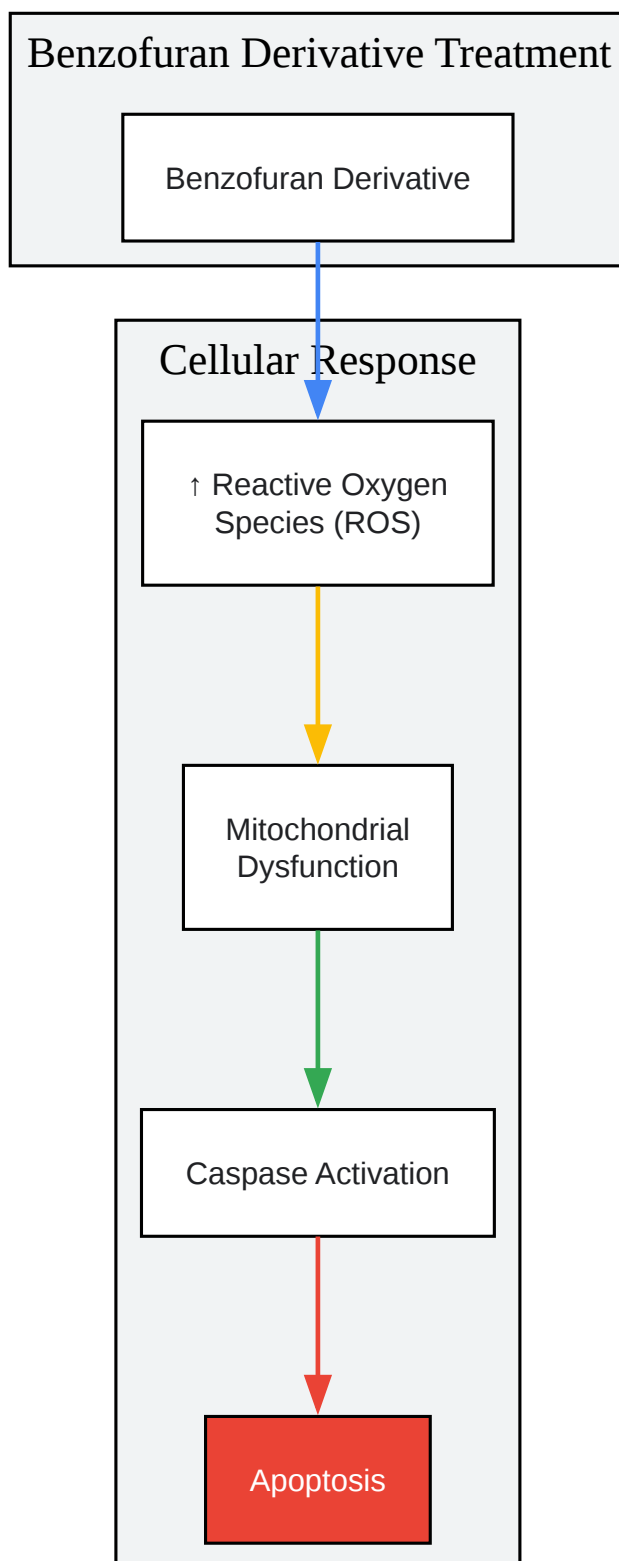 Benzofuran Derivative Treatment
Benzofuran Derivative
Cellular Response
↑ Reactive Oxygen
Species (ROS)
Mitochondrial
Dysfunction
Caspase Activation
Apoptosis